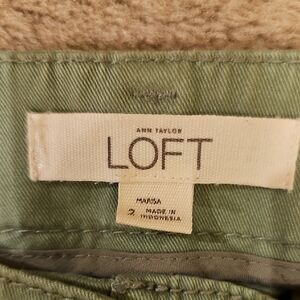 ANN TAYLOR
LOFT
MARISA
2 MADE IN
INDONESIA